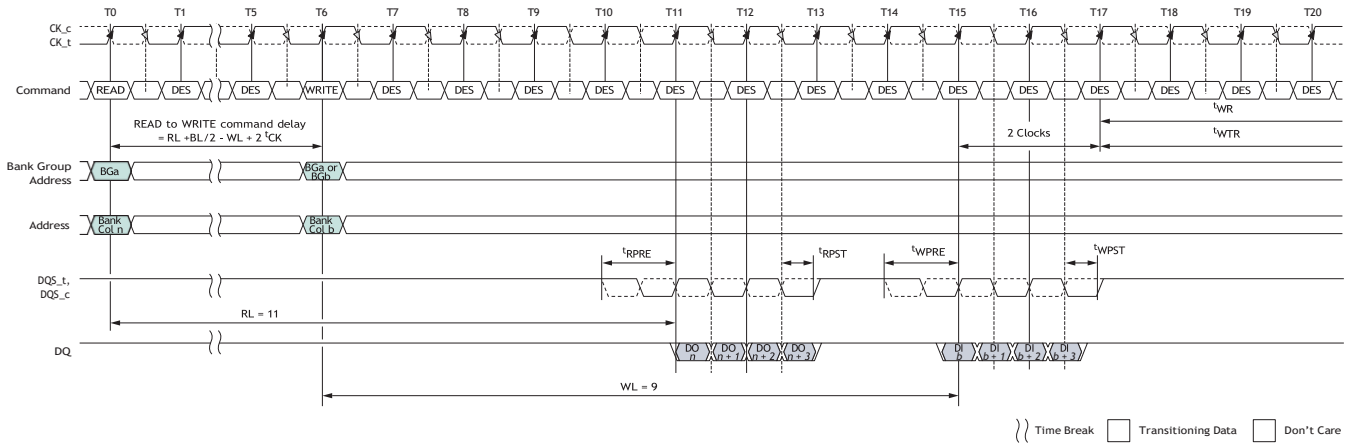 T0 T1 T5 T6 T7 T8 T9 T10 T11 T12 T13 T14 T15 T16 T17 T18 T19 T20
CK_c
CK_t
Command READ DES DES WRITE DES DES DES DES DES DES DES DES DES DES DES DES DES DES
tWR
READ to WRITE command delay
= RL +BL/2 - WL + 2 tCK
2 Clocks
tWTR
Bank Group
Address
BGa
BGa or
BGb
Address
Bank
Col n
Bank
Col b
tRPRE tRPST tWPRE tWPST
DQS_t,
DQS_c
RL = 11
DQ
DO
n
DO
n + 1
DO
n + 2
DO
n + 3
DI
b
DI
b + 1
DI
b + 2
DI
b + 3
WL = 9
Time Break Transitioning Data Don't Care